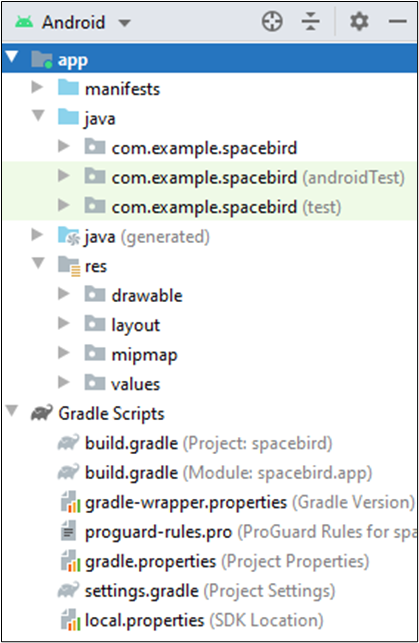 Android
app
manifests
java
com.example.spacebird
com.example.spacebird (androidTest)
com.example.spacebird (test)
java (generated)
res
drawable
layout
mipmap
values
Gradle Scripts
build.gradle (Project: spacebird)
build.gradle (Module: spacebird.app)
gradle-wrapper.properties (Gradle Version)
proguard-rules.pro (ProGuard Rules for spa
gradle.properties (Project Properties)
settings.gradle (Project Settings)
local.properties (SDK Location)